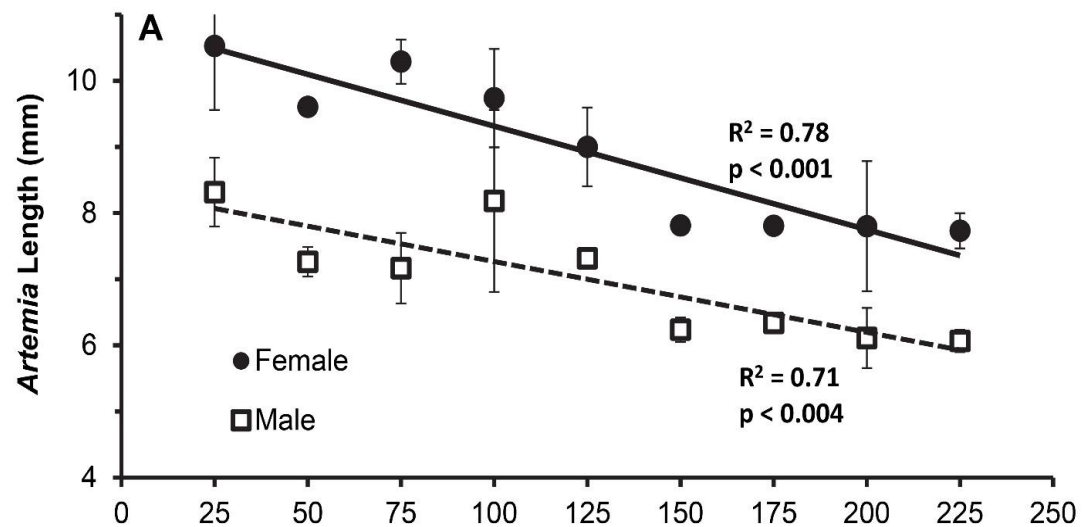 A
Artemia Length (mm)
10
8
6
4
R² = 0.78
p < 0.001
R² = 0.71
p < 0.004
Female
Male
0 25 50 75 100 125 150 175 200 225 250